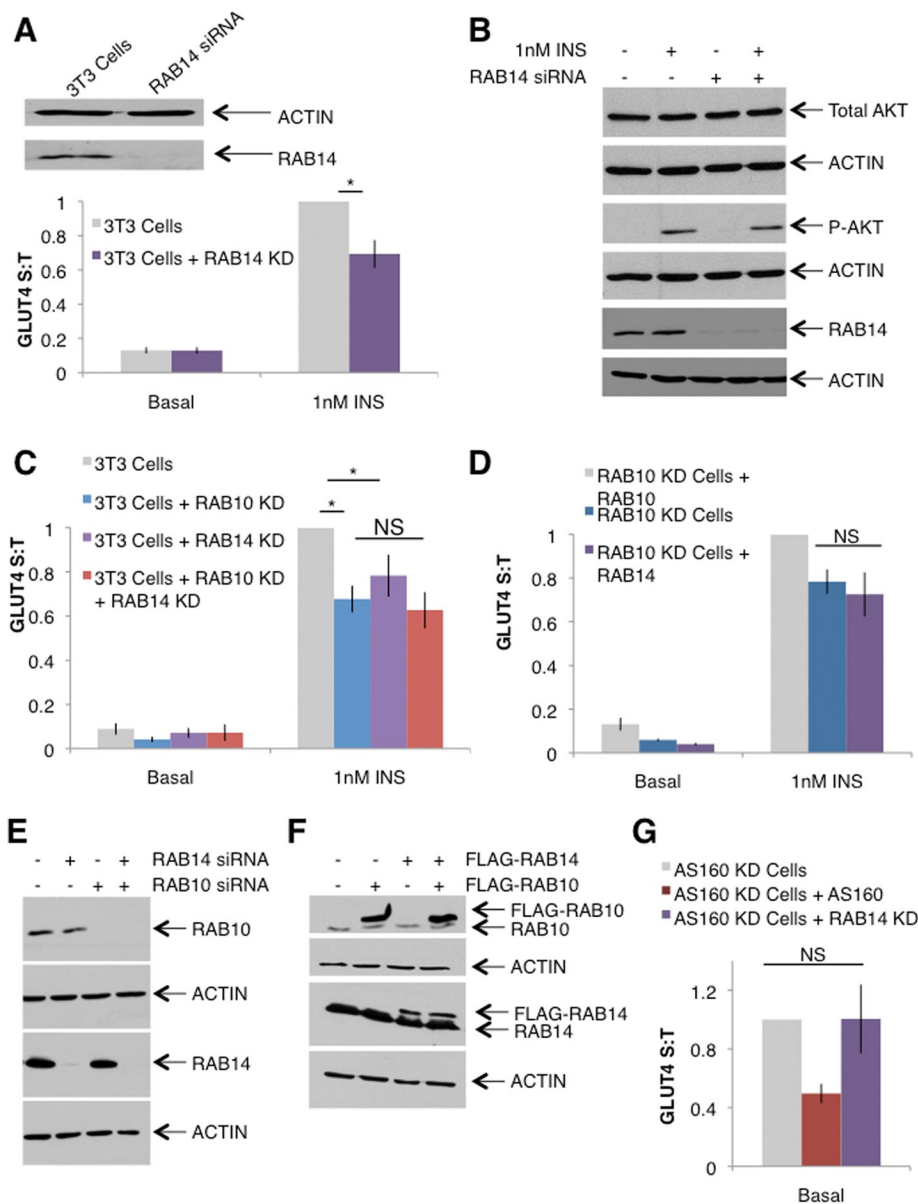 A
3T3 Cells
RAB14 siRNA
ACTIN
RAB14
GLUT4 S:T
1
0.8
0.6
0.4
0.2
0
3T3 Cells
3T3 Cells + RAB14 KD
*
Basal
1nM INS
B
1nM INS - + - +
RAB14 siRNA - - + +
Total AKT
ACTIN
P-AKT
ACTIN
RAB14
ACTIN
C
3T3 Cells
3T3 Cells + RAB10 KD
3T3 Cells + RAB14 KD
3T3 Cells + RAB10 KD
+ RAB14 KD
GLUT4 S:T
1
0.8
0.6
0.4
0.2
0
*
*
NS
Basal
1nM INS
D
RAB10 KD Cells +
RAB10
RAB10 KD Cells
RAB10 KD Cells +
RAB14
GLUT4 S:T
1
0.8
0.6
0.4
0.2
0
NS
Basal
1nM INS
E
- + - + RAB14 siRNA
- - + + RAB10 siRNA
RAB10
ACTIN
RAB14
ACTIN
F
- - + + FLAG-RAB14
- + - + FLAG-RAB10
FLAG-RAB10
RAB10
ACTIN
FLAG-RAB14
RAB14
ACTIN
G
AS160 KD Cells
AS160 KD Cells + AS160
AS160 KD Cells + RAB14 KD
NS
GLUT4 S:T
1.2
0.8
0.4
0
Basal